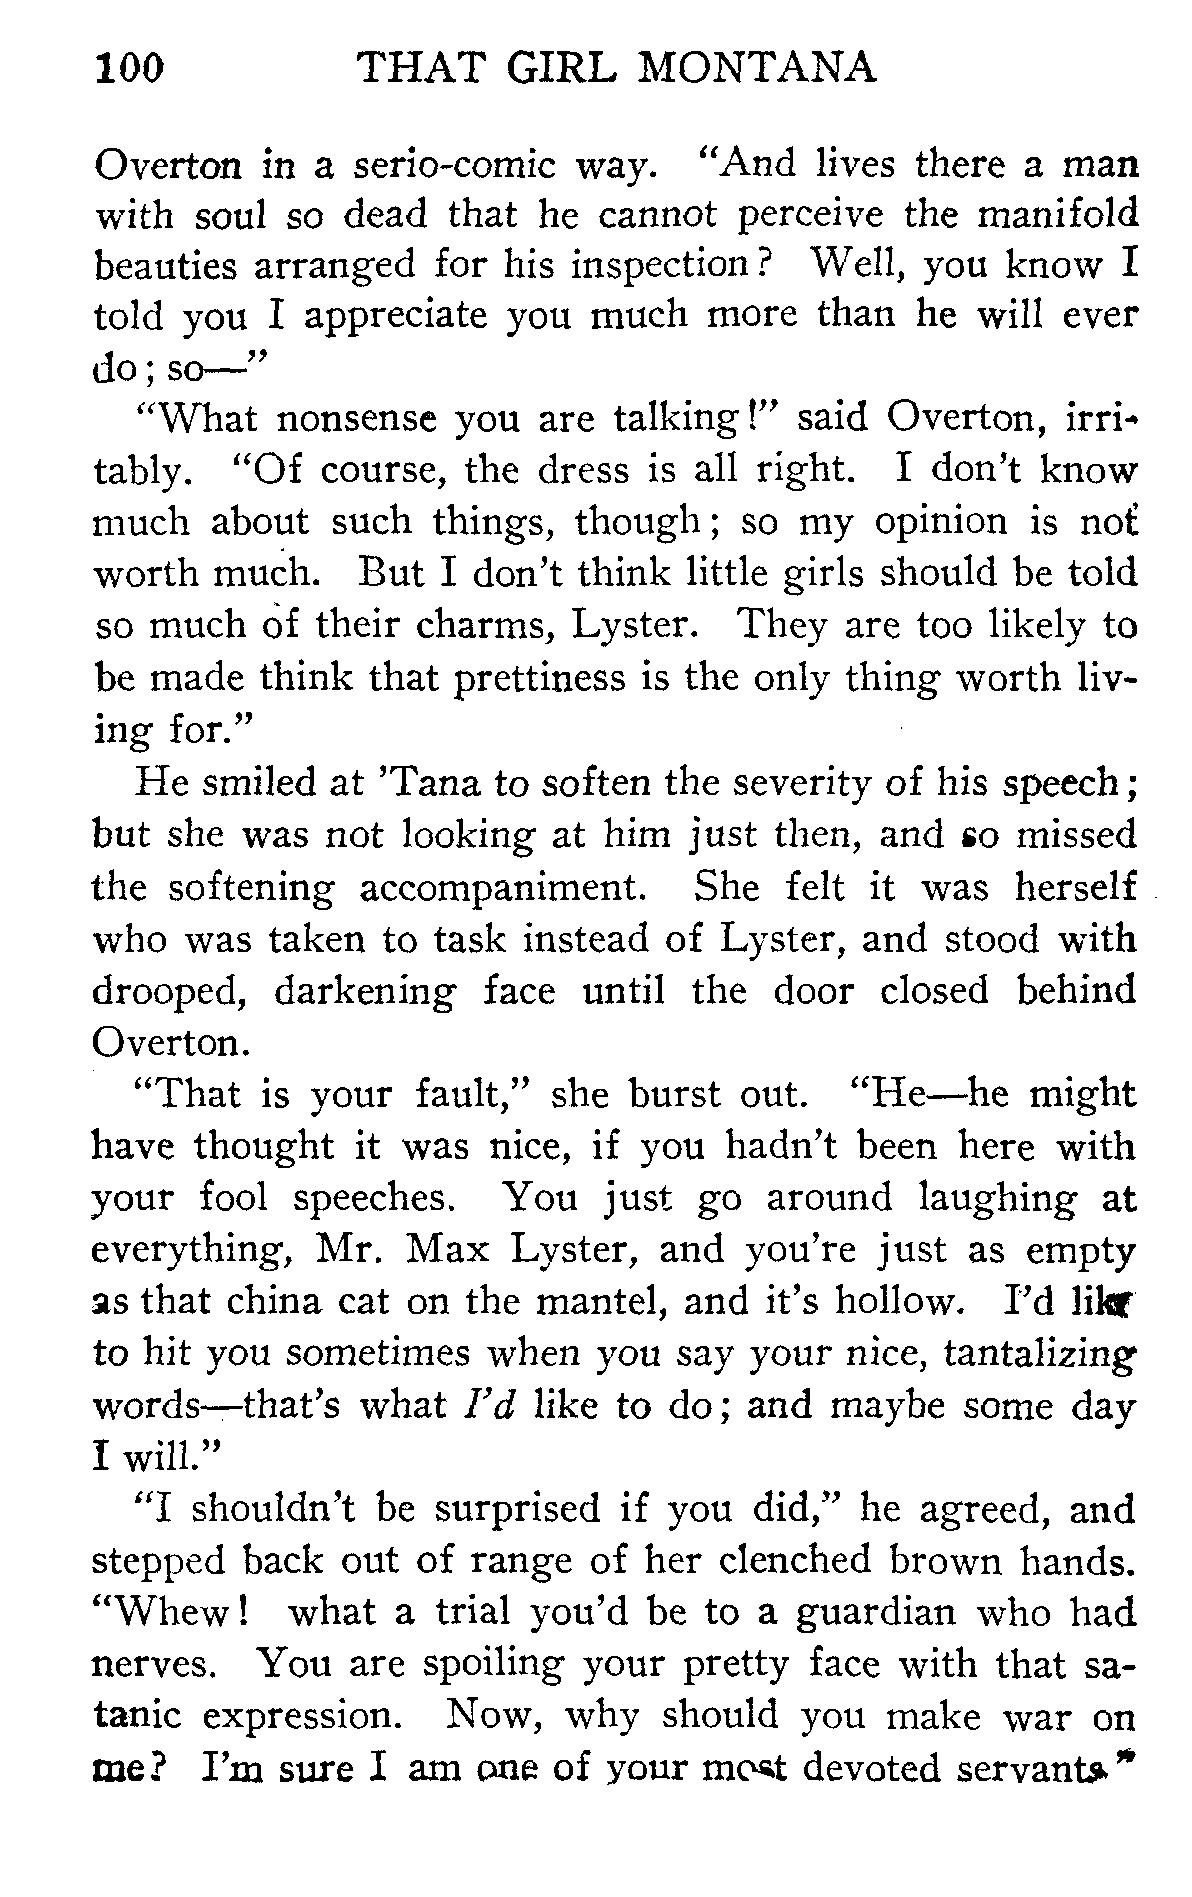 100 THAT GIRL MONTANA
Overton in a serio-comic way. “And lives there a man
with soul so dead that he cannot perceive the manifold
beauties arranged for his inspection? Well, you know I
told you I appreciate you much more than he will ever
do; so—”
“What nonsense you are talking!” said Overton, irri-
tably. “Of course, the dress is all right. I don’t know
much about such things, though; so my opinion is not
worth much. But I don’t think little girls should be told
so much of their charms, Lyster. They are too likely to
be made think that prettiness is the only thing worth liv-
ing for.”
He smiled at ’Tana to soften the severity of his speech;
but she was not looking at him just then, and so missed
the softening accompaniment. She felt it was herself
who was taken to task instead of Lyster, and stood with
drooped, darkening face until the door closed behind
Overton.
“That is your fault,” she burst out. “He—he might
have thought it was nice, if you hadn’t been here with
your fool speeches. You just go around laughing at
everything, Mr. Max Lyster, and you’re just as empty
as that china cat on the mantel, and it’s hollow. I’d like
to hit you sometimes when you say your nice, tantalizing
words—that’s what I’d like to do; and maybe some day
I will.”
“I shouldn’t be surprised if you did,” he agreed, and
stepped back out of range of her clenched brown hands.
“Whew! what a trial you’d be to a guardian who had
nerves. You are spoiling your pretty face with that sa-
tanic expression. Now, why should you make war on
me? I’m sure I am one of your most devoted servants.”